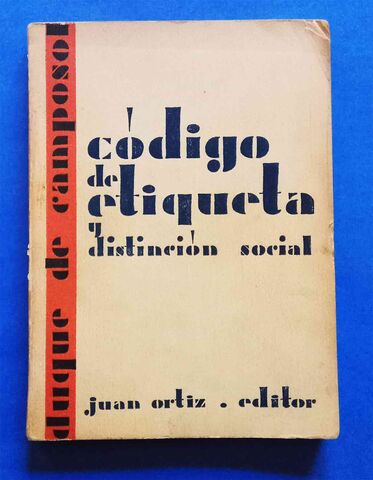 duque de camposol
código
de
etiqueta
y
distinción social
juan ortiz . editor